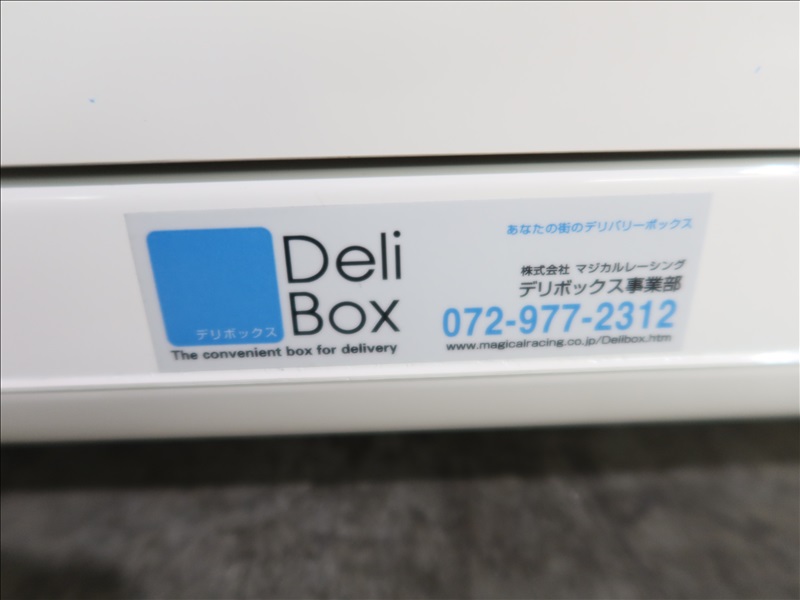 Deli
Box
デリボックス
The convenient box for delivery
あなたの街のデリバリーボックス
株式会社 マジカルレーシング
デリボックス事業部
072-977-2312
www.magicalracing.co.jp/Delibox.htm